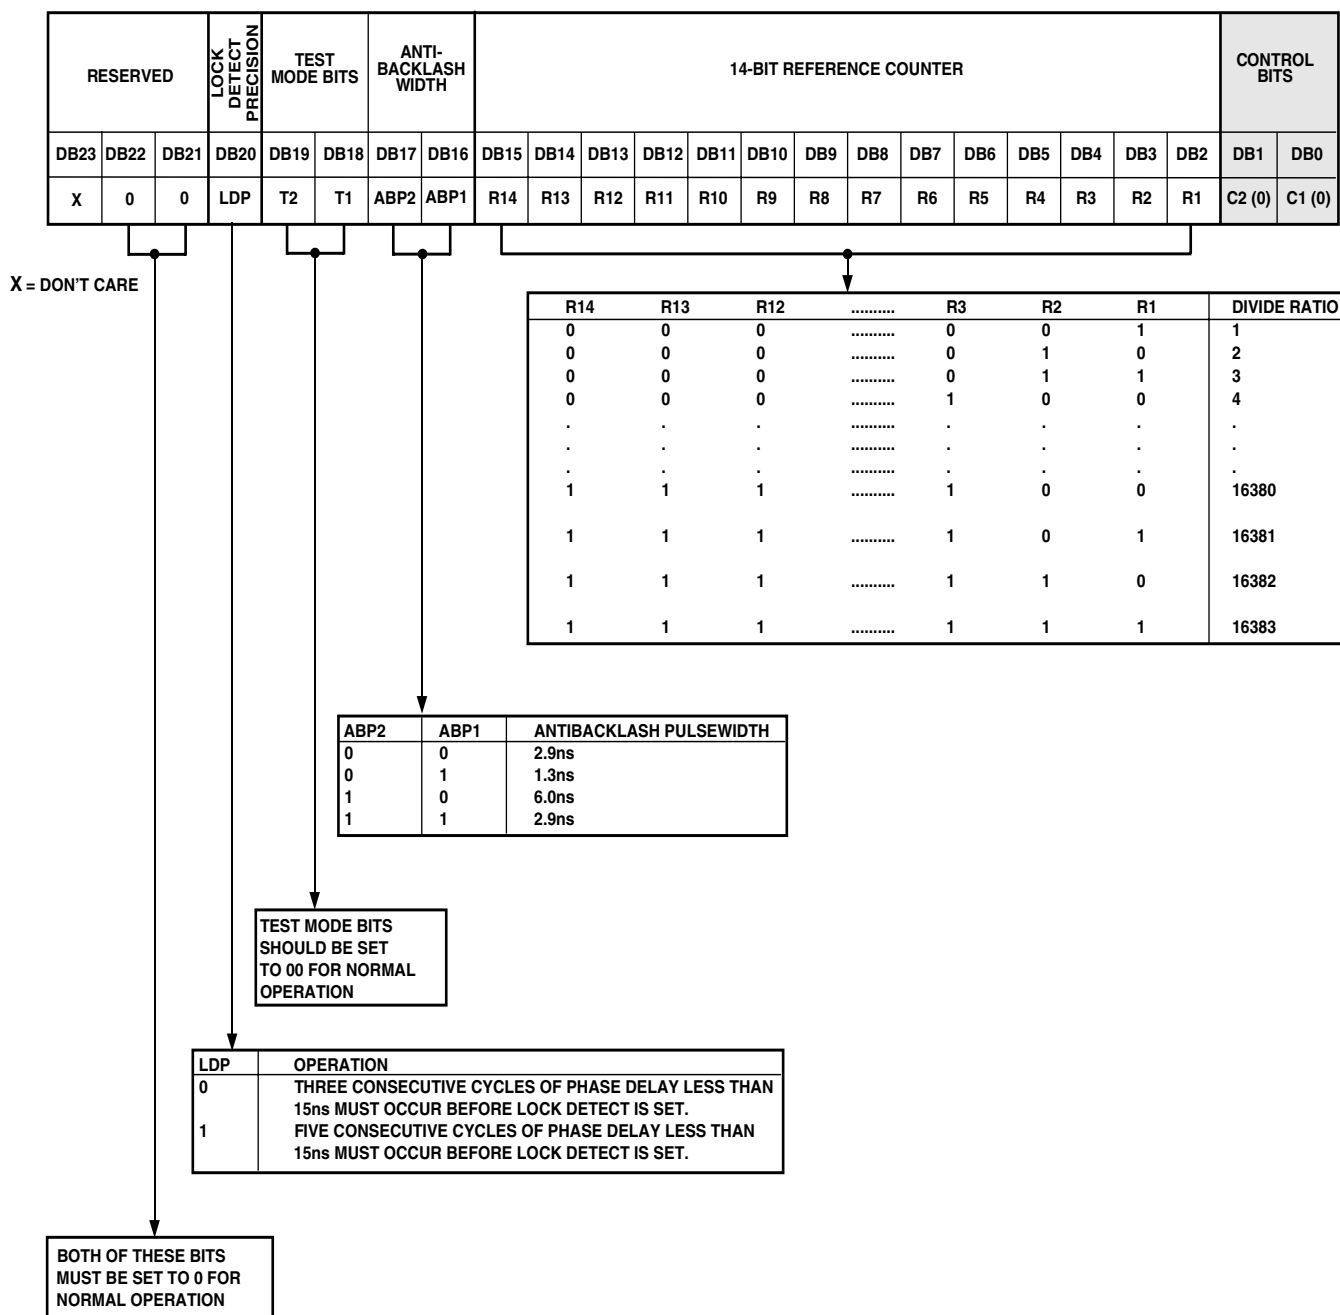 RESERVED LOCK DETECT PRECISION TEST MODE BITS ANTI-BACKLASH WIDTH 14-BIT REFERENCE COUNTER CONTROL BITS
DB23 DB22 DB21 DB20 DB19 DB18 DB17 DB16 DB15 DB14 DB13 DB12 DB11 DB10 DB9 DB8 DB7 DB6 DB5 DB4 DB3 DB2 DB1 DB0
X 0 0 LDP T2 T1 ABP2 ABP1 R14 R13 R12 R11 R10 R9 R8 R7 R6 R5 R4 R3 R2 R1 C2 (0) C1 (0)
X = DON'T CARE
R14 R13 R12 .......... R3 R2 R1 DIVIDE RATIO
0 0 0 .......... 0 0 1 1
0 0 0 .......... 0 1 0 2
0 0 0 .......... 0 1 1 3
0 0 0 .......... 1 0 0 4
. . . .......... . . . .
. . . .......... . . . .
. . . .......... . . . .
1 1 1 .......... 1 0 0 16380
1 1 1 .......... 1 0 1 16381
1 1 1 .......... 1 1 0 16382
1 1 1 .......... 1 1 1 16383
ABP2 ABP1 ANTIBACKLASH PULSEWIDTH
0 0 2.9ns
0 1 1.3ns
1 0 6.0ns
1 1 2.9ns
TEST MODE BITS
SHOULD BE SET
TO 00 FOR NORMAL
OPERATION
LDP OPERATION
0 THREE CONSECUTIVE CYCLES OF PHASE DELAY LESS THAN
15ns MUST OCCUR BEFORE LOCK DETECT IS SET.
1 FIVE CONSECUTIVE CYCLES OF PHASE DELAY LESS THAN
15ns MUST OCCUR BEFORE LOCK DETECT IS SET.
BOTH OF THESE BITS
MUST BE SET TO 0 FOR
NORMAL OPERATION